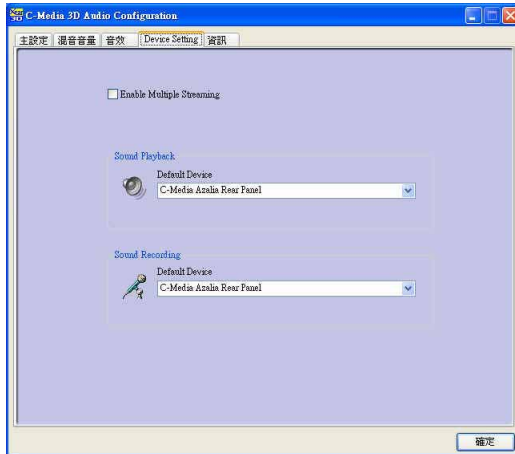 C-Media 3D Audio Configuration
主設定 混音音量 音效 Device Setting 資訊
Enable Multiple Streaming
Sound Playback
Default Device
C-Media Azalia Rear Panel
Sound Recording
Default Device
C-Media Azalia Rear Panel
確定